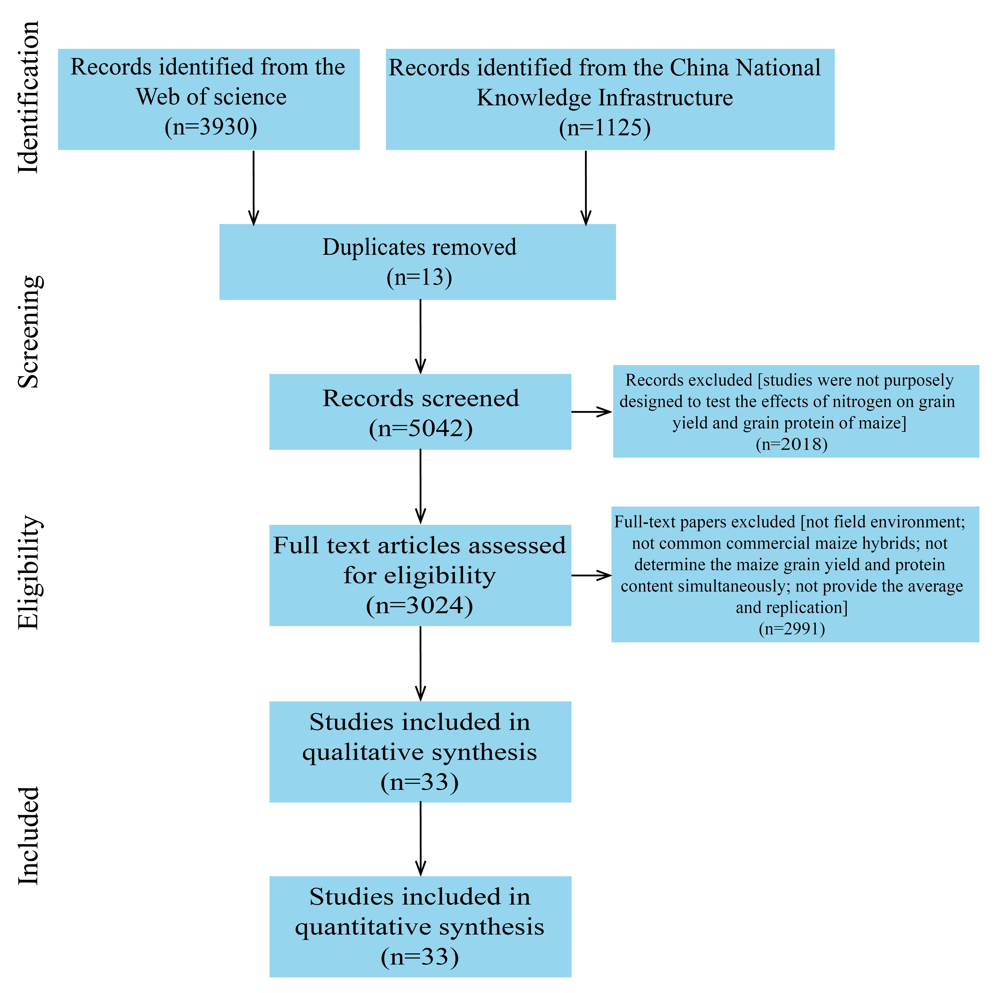 Identification
Records identified from the
Web of science
(n=3930)
Records identified from the China National
Knowledge Infrastructure
(n=1125)
Screening
Duplicates removed
(n=13)
Records screened
(n=5042)
Records excluded [studies were not purposely
designed to test the effects of nitrogen on grain
yield and grain protein of maize]
(n=2018)
Eligibility
Full text articles assessed
for eligibility
(n=3024)
Full-text papers excluded [not field environment;
not common commercial maize hybrids; not
determine the maize grain yield and protein
content simultaneously; not provide the average
and replication]
(n=2991)
Included
Studies included in
qualitative synthesis
(n=33)
Studies included in
quantitative synthesis
(n=33)